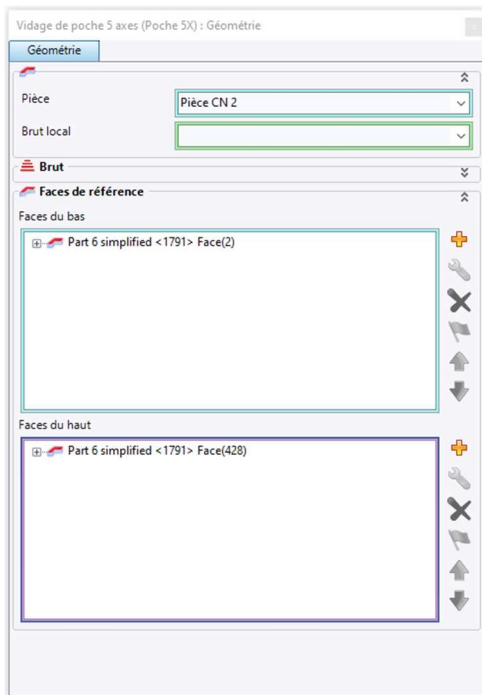 Vidage de poche 5 axes (Poche 5X) : Géométrie
Géométrie
Pièce
Pièce CN 2
Brut local
Brut
Faces de référence
Faces du bas
Part 6 simplified <1791> Face(2)
Faces du haut
Part 6 simplified <1791> Face(428)